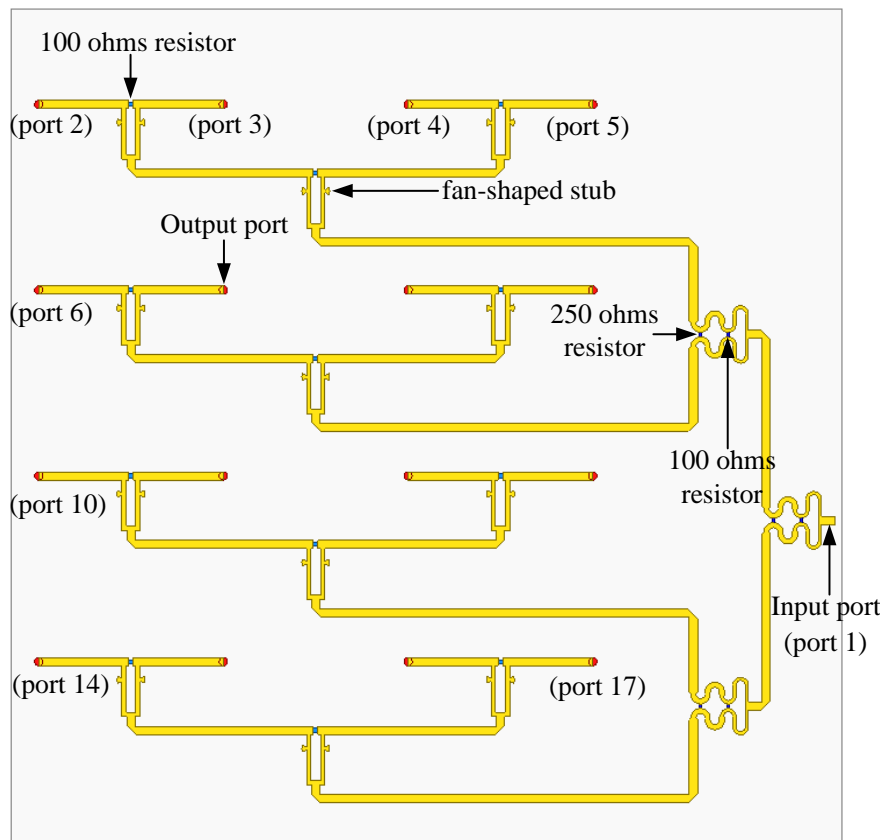 100 ohms resistor
(port 2)
(port 3)
(port 4)
(port 5)
fan-shaped stub
Output port
(port 6)
250 ohms
resistor
100 ohms
resistor
(port 10)
Input port
(port 1)
(port 14)
(port 17)